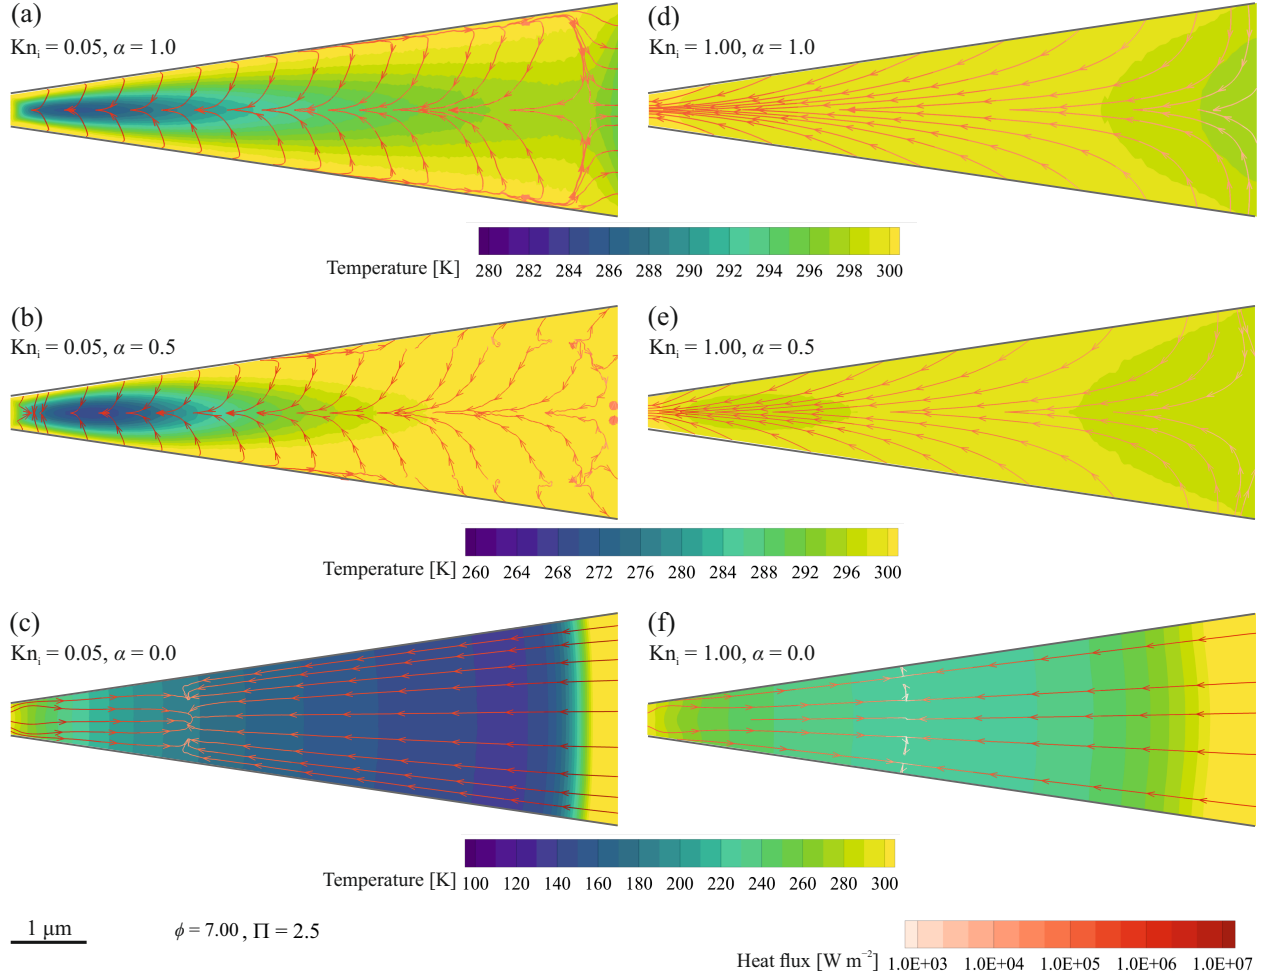 (a)
Knᵢ = 0.05, α = 1.0
(d)
Knᵢ = 1.00, α = 1.0
Temperature [K] 280 282 284 286 288 290 292 294 296 298 300
(b)
Knᵢ = 0.05, α = 0.5
(e)
Knᵢ = 1.00, α = 0.5
Temperature [K] 260 264 268 272 276 280 284 288 292 296 300
(c)
Knᵢ = 0.05, α = 0.0
(f)
Knᵢ = 1.00, α = 0.0
Temperature [K] 100 120 140 160 180 200 220 240 260 280 300
1 μm
ϕ = 7.00 , Π = 2.5
Heat flux [W m⁻²] 1.0E+03 1.0E+04 1.0E+05 1.0E+06 1.0E+07